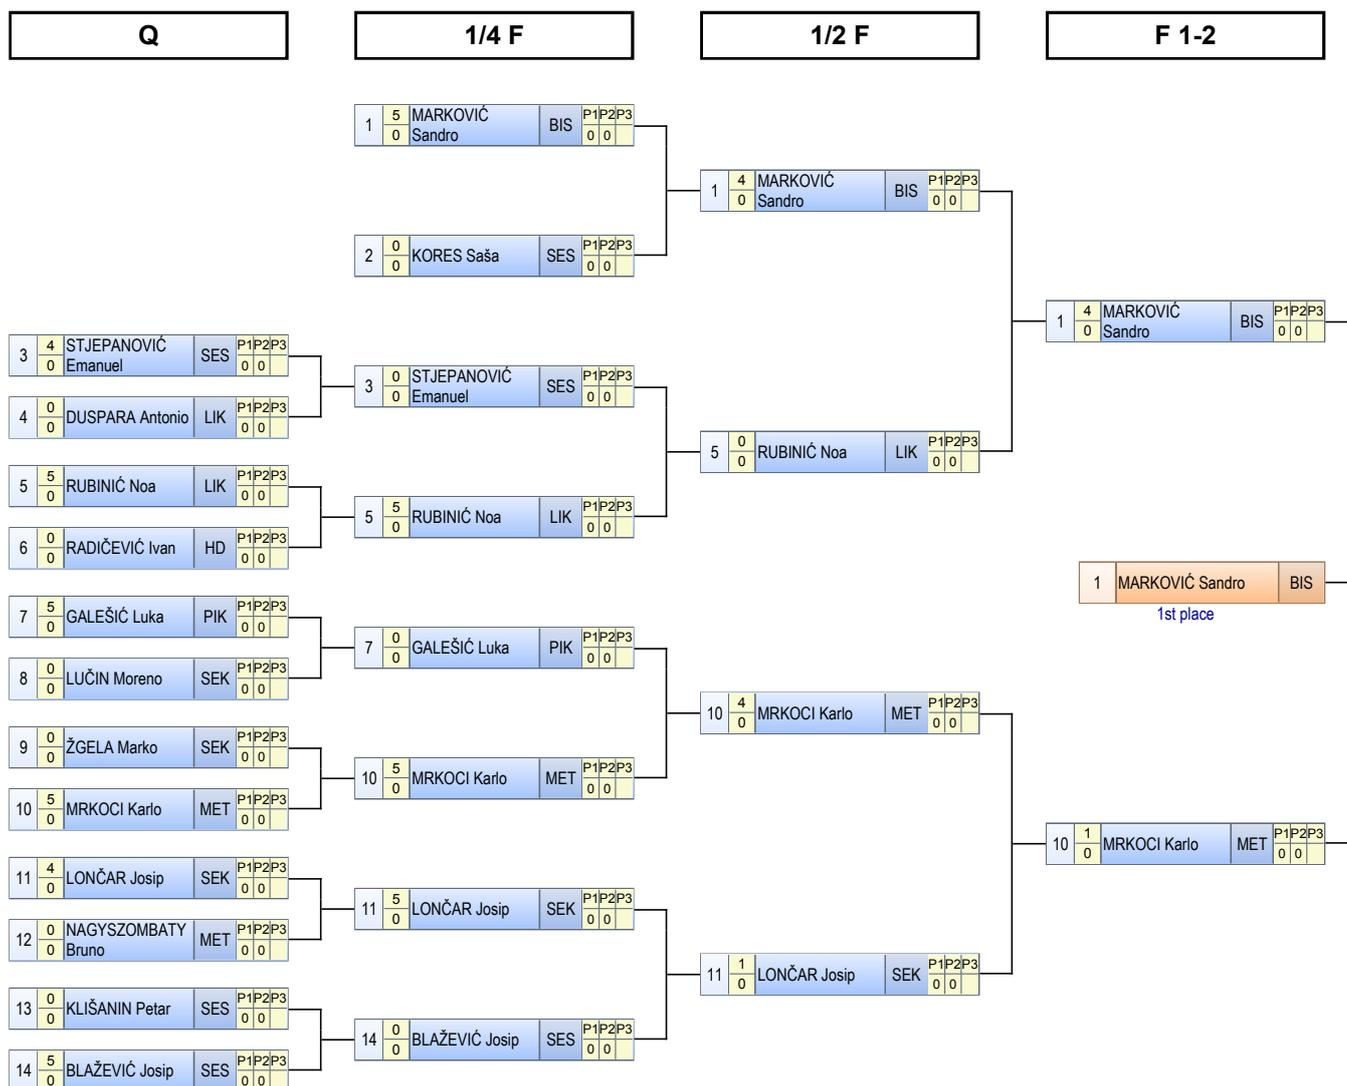 Q
1/4 F
1/2 F
F 1-2
1 5 MARKOVIĆ BIS P1 P2 P3
0 Sandro 0 0
2 0 KORES Saša SES P1 P2 P3
0 0 0
3 4 STJEPANOVIĆ SES P1 P2 P3
0 Emanuel 0 0
4 0 DUSPARA Antonio LIK P1 P2 P3
0 0 0
5 5 RUBINIĆ Noa LIK P1 P2 P3
0 0 0
6 0 RADIČEVIĆ Ivan HD P1 P2 P3
0 0 0
7 5 GALEŠIĆ Luka PIK P1 P2 P3
0 0 0
8 0 LUČIN Moreno SEK P1 P2 P3
0 0 0
9 0 ŽGELA Marko SEK P1 P2 P3
0 0 0
10 5 MRKOCI Karlo MET P1 P2 P3
0 0 0
11 4 LONČAR Josip SEK P1 P2 P3
0 0 0
12 0 NAGYSZOMBATY MET P1 P2 P3
0 Bruno 0 0
13 0 KLIŠANIN Petar SES P1 P2 P3
0 0 0
14 5 BLAŽEVIĆ Josip SES P1 P2 P3
0 0 0
3 0 STJEPANOVIĆ SES P1 P2 P3
0 Emanuel 0 0
5 5 RUBINIĆ Noa LIK P1 P2 P3
0 0 0
7 0 GALEŠIĆ Luka PIK P1 P2 P3
0 0 0
10 5 MRKOCI Karlo MET P1 P2 P3
0 0 0
11 5 LONČAR Josip SEK P1 P2 P3
0 0 0
14 0 BLAŽEVIĆ Josip SES P1 P2 P3
0 0 0
1 4 MARKOVIĆ BIS P1 P2 P3
0 Sandro 0 0
5 0 RUBINIĆ Noa LIK P1 P2 P3
0 0 0
10 4 MRKOCI Karlo MET P1 P2 P3
0 0 0
11 1 LONČAR Josip SEK P1 P2 P3
0 0 0
1 4 MARKOVIĆ BIS P1 P2 P3
0 Sandro 0 0
1 MARKOVIĆ Sandro BIS
1st place
10 1 MRKOCI Karlo MET P1 P2 P3
0 0 0